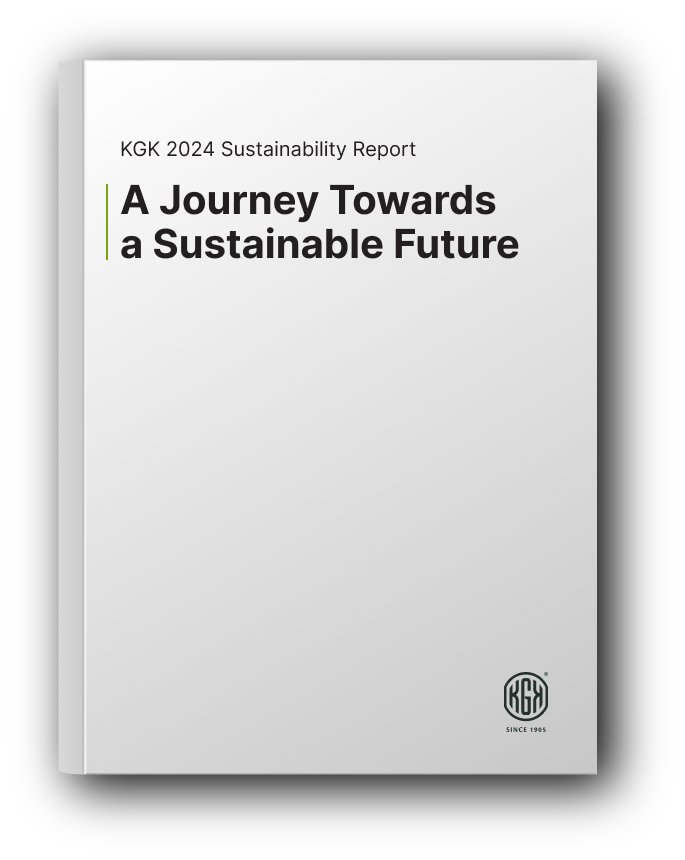 KGK 2024 Sustainability Report
A Journey Towards
a Sustainable Future
KGK
®
SINCE 1905